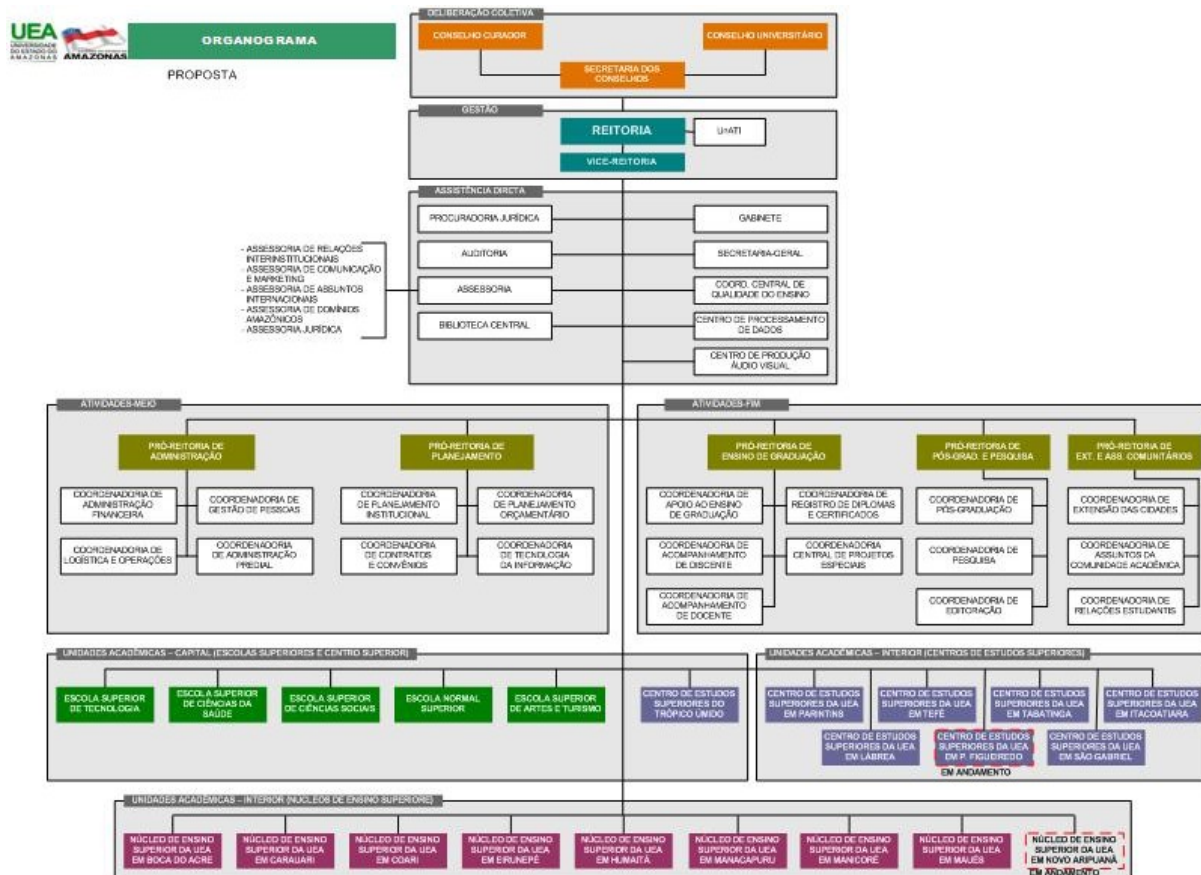 UEA
UNIVERSIDADE
DO ESTADO DO
AMAZONAS
AMAZONAS
ORGANOGRAMA
PROPOSTA
DELIBERAÇÃO COLETIVA
CONSELHO CURADOR
CONSELHO UNIVERSITÁRIO
SECRETARIA DOS
CONSELHOS
GESTÃO
REITORIA
UnATI
VICE-REITORIA
ASSISTÊNCIA DIRETA
PROCURADORIA JURÍDICA
GABINETE
AUDITORIA
SECRETARIA-GERAL
ASSESSORIA
COORD. CENTRAL DE
QUALIDADE DO ENSINO
BIBLIOTECA CENTRAL
CENTRO DE PROCESSAMENTO
DE DADOS
CENTRO DE PRODUÇÃO
ÁUDIO VISUAL
- ASSESSORIA DE RELAÇÕES
INTERINSTITUCIONAIS
- ASSESSORIA DE COMUNICAÇÃO
E MARKETING
- ASSESSORIA DE ASSUNTOS
INTERNACIONAIS
- ASSESSORIA DE DOMÍNIOS
AMAZÔNICOS
- ASSESSORIA JURÍDICA
ATIVIDADES-MEIO
PRÓ-REITORIA DE
ADMINISTRAÇÃO
PRÓ-REITORIA DE
PLANEJAMENTO
COORDENADORIA DE
ADMINISTRAÇÃO
FINANCEIRA
COORDENADORIA DE
GESTÃO DE PESSOAS
COORDENADORIA
DE PLANEJAMENTO
INSTITUCIONAL
COORDENADORIA
DE PLANEJAMENTO
ORÇAMENTÁRIO
COORDENADORIA DE
LOGÍSTICA E OPERAÇÕES
COORDENADORIA
DE ADMINISTRAÇÃO
PREDIAL
COORDENADORIA
DE CONTRATOS
E CONVÊNIOS
COORDENADORIA
DE TECNOLOGIA
DA INFORMAÇÃO
ATIVIDADES-FIM
PRÓ-REITORIA DE
ENSINO DE GRADUAÇÃO
PRÓ-REITORIA DE
PÓS-GRAD. E PESQUISA
PRÓ-REITORIA DE
EXT. E ASS. COMUNITÁRIOS
COORDENADORIA DE
APOIO AO ENSINO
DE GRADUAÇÃO
COORDENADORIA DE
REGISTRO DE DIPLOMAS
E CERTIFICADOS
COORDENADORIA DE
PÓS-GRADUAÇÃO
COORDENADORIA DE
EXTENSÃO DAS CIDADES
COORDENADORIA DE
ACOMPANHAMENTO
DE DISCENTE
COORDENADORIA
CENTRAL DE PROJETOS
ESPECIAIS
COORDENADORIA DE
PESQUISA
COORDENADORIA DE
ASSUNTOS DA
COMUNIDADE ACADÊMICA
COORDENADORIA DE
ACOMPANHAMENTO
DE DOCENTE
COORDENADORIA DE
EDITORAÇÃO
COORDENADORIA DE
RELAÇÕES ESTUDANTIS
UNIDADES ACADÊMICAS – CAPITAL (ESCOLAS SUPERIORES E CENTRO SUPERIOR)
ESCOLA SUPERIOR
DE TECNOLOGIA
ESCOLA SUPERIOR
DE CIÊNCIAS DA
SAÚDE
ESCOLA SUPERIOR
DE CIÊNCIAS SOCIAIS
ESCOLA NORMAL
SUPERIOR
ESCOLA SUPERIOR
DE ARTES E TURISMO
CENTRO DE ESTUDOS
SUPERIORES DO
TRÓPICO ÚMIDO
UNIDADES ACADÊMICAS – INTERIOR (CENTROS DE ESTUDOS SUPERIORES)
CENTRO DE ESTUDOS
SUPERIORES DA UEA
EM PARINTINS
CENTRO DE ESTUDOS
SUPERIORES DA UEA
EM TEFÉ
CENTRO DE ESTUDOS
SUPERIORES DA UEA
EM TABATINGA
CENTRO DE ESTUDOS
SUPERIORES DA UEA
EM ITACOATIARA
CENTRO DE ESTUDOS
SUPERIORES DA UEA
EM LÁBREA
CENTRO DE ESTUDOS
SUPERIORES DA UEA
EM P. FIGUEIREDO
CENTRO DE ESTUDOS
SUPERIORES DA UEA
EM SÃO GABRIEL
EM ANDAMENTO
UNIDADES ACADÊMICAS – INTERIOR (NÚCLEOS DE ENSINO SUPERIORE)
NÚCLEO DE ENSINO
SUPERIOR DA UEA
EM BOCA DO ACRE
NÚCLEO DE ENSINO
SUPERIOR DA UEA
EM CARAUARI
NÚCLEO DE ENSINO
SUPERIOR DA UEA
EM COARI
NÚCLEO DE ENSINO
SUPERIOR DA UEA
EM EIRUNEPÉ
NÚCLEO DE ENSINO
SUPERIOR DA UEA
EM HUMAITÁ
NÚCLEO DE ENSINO
SUPERIOR DA UEA
EM MANACAPURU
NÚCLEO DE ENSINO
SUPERIOR DA UEA
EM MANICORÉ
NÚCLEO DE ENSINO
SUPERIOR DA UEA
EM MAUÉS
NÚCLEO DE ENSINO
SUPERIOR DA UEA
EM NOVO ARIPUANÃ
EM ANDAMENTO